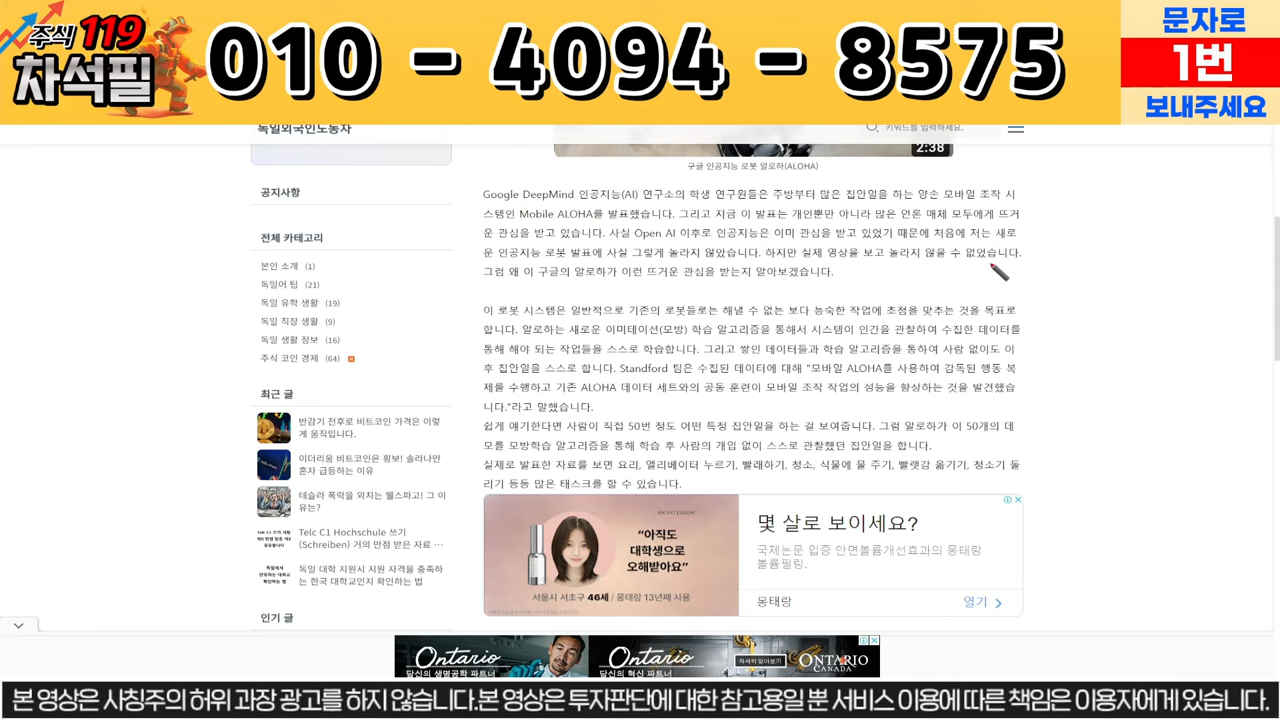 주식 119
차석필
010 - 4094 - 8575
문자로
1번
보내주세요
독일외국인노동자
키워드를 입력하세요.
2:38
구글 인공지능 로봇 알로하(ALOHA)
공지사항
전체 카테고리
본인 소개 (1)
독일어 팁 (21)
독일 유학 생활 (19)
독일 직장 생활 (9)
독일 생활 정보 (16)
주식 코인 경제 (64)
최근 글
반감기 전후로 비트코인 가격은 이렇
게 움직입니다.
이더리움 비트코인은 횡보! 솔라나만
혼자 급등하는 이유
테슬라 폭락을 외치는 웰스파고! 그 이
유는?
Telc C1 Hochschule 쓰기
(Schreiben) 거의 만점 받은 자료 …
독일 대학 지원시 지원 자격을 충족하
는 한국 대학교인지 확인하는 법
인기 글
Google DeepMind 인공지능(AI) 연구소의 학생 연구원들은 주방부터 많은 집안일을 하는 양손 모바일 조작 시
스템인 Mobile ALOHA를 발표했습니다. 그리고 지금 이 발표는 개인뿐만 아니라 많은 언론 매체 모두에게 뜨거
운 관심을 받고 있습니다. 사실 Open AI 이후로 인공지능은 이미 관심을 받고 있었기 때문에 처음에 저는 새로
운 인공지능 로봇 발표에 사실 그렇게 놀라지 않았습니다. 하지만 실제 영상을 보고 놀라지 않을 수 없었습니다.
그럼 왜 이 구글의 알로하가 이런 뜨거운 관심을 받는지 알아보겠습니다.
이 로봇 시스템은 일반적으로 기존의 로봇들로는 해낼 수 없는 보다 능숙한 작업에 초점을 맞추는 것을 목표로
합니다. 알로하는 새로운 이미테이션(모방) 학습 알고리즘을 통해서 시스템이 인간을 관찰하여 수집한 데이터를
통해 해야 되는 작업들을 스스로 학습합니다. 그리고 쌓인 데이터들과 학습 알고리즘을 통하여 사람 없이도 이
후 집안일을 스스로 합니다. Standford 팀은 수집된 데이터에 대해 "모바일 ALOHA를 사용하여 감독된 행동 복
제를 수행하고 기존 ALOHA 데이터 세트와의 공동 훈련이 모바일 조작 작업의 성능을 향상하는 것을 발견했습
니다."라고 말했습니다.
쉽게 얘기한다면 사람이 직접 50번 정도 어떤 특정 집안일을 하는 걸 보여줍니다. 그럼 알로하가 이 50개의 데
모를 모방학습 알고리즘을 통해 학습 후 사람의 개입 없이 스스로 관찰했던 집안일을 합니다.
실제로 발표한 자료를 보면 요리, 엘리베이터 누르기, 빨래하기, 청소, 식물에 물 주기, 빨랫감 옮기기, 청소기 돌
리기 등등 많은 태스크를 할 수 있습니다.
MONTERANG
“아직도
대학생으로
오해받아요”
서울시 서초구 46세 / 몽태랑 13년째 사용
몇 살로 보이세요?
국제논문 입증 안면볼륨개선효과의 몽태랑
볼륨필링.
몽태랑
열기
Ontario
당신의 생명공학 파트너
Ontario
당신의 혁신 파트너
자세히 읽어보기
ONTARIO
CANADA
본 영상은 사칭주의 허위 과장 광고를 하지 않습니다.본 영상은 투자판단에 대한 참고용일 뿐 서비스 이용에 따른 책임은 이용자에게 있습니다.